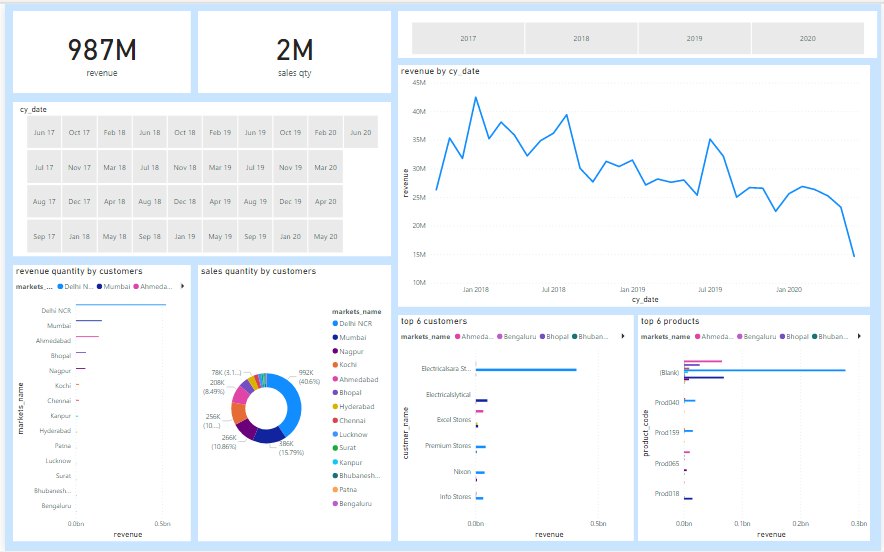 987M
revenue
2M
sales qty
2017 2018 2019 2020
cy_date
Jun 17 Oct 17 Feb 18 Jun 18 Oct 18 Feb 19 Jun 19 Oct 19 Feb 20 Jun 20
Jul 17 Nov 17 Mar 18 Jul 18 Nov 18 Mar 19 Jul 19 Nov 19 Mar 20
Aug 17 Dec 17 Apr 18 Aug 18 Dec 18 Apr 19 Aug 19 Dec 19 Apr 20
Sep 17 Jan 18 May 18 Sep 18 Jan 19 May 19 Sep 19 Jan 20 May 20
revenue by cy_date
45M
40M
35M
30M
25M
20M
15M
10M
revenue
Jan 2018 Jul 2018 Jan 2019 Jul 2019 Jan 2020
cy_date
revenue quantity by customers
markets_... Delhi N... Mumbai Ahmeda...
Delhi NCR
Mumbai
Ahmedabad
Bhopal
Nagpur
Kochi
Chennai
Kanpur
Hyderabad
Patna
Lucknow
Surat
Bhubanesh...
Bengaluru
markets_name
0.0bn 0.5bn
revenue
sales quantity by customers
992K
(40.6%)
386K
(15.79%)
266K
(10.86%)
256K
(10....)
208K
(8.49%)
78K (3.1...)
markets_name
Delhi NCR
Mumbai
Nagpur
Kochi
Ahmedabad
Bhopal
Hyderabad
Chennai
Lucknow
Surat
Kanpur
Bhubanesh...
Patna
Bengaluru
top 6 customers
markets_name Ahmeda... Bengaluru Bhopal Bhuban...
Electricalsara St...
Electricalslytical
Excel Stores
Premium Stores
Nixon
Info Stores
custmer_name
0.0bn 0.5bn
revenue
top 6 products
markets_name Ahmeda... Bengaluru Bhopal Bhuban...
(Blank)
Prod040
Prod159
Prod065
Prod018
product_code
0.0bn 0.1bn 0.2bn 0.3bn
revenue